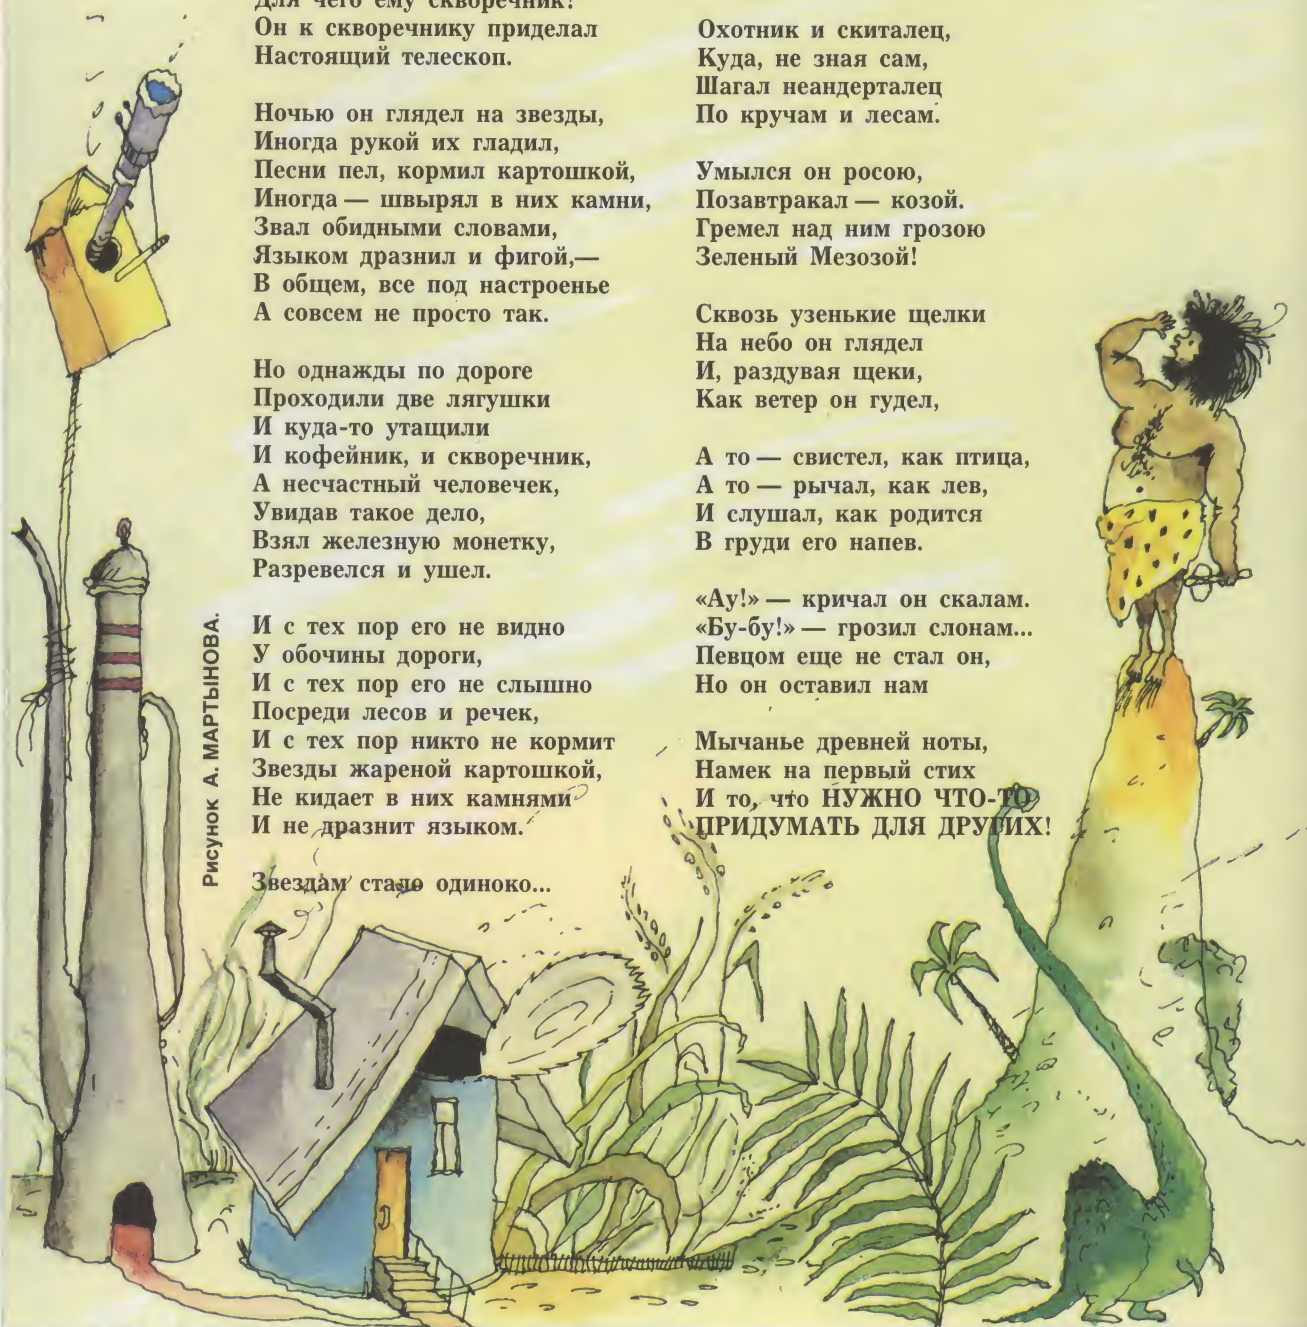 Для чего ему скворечник!
Он к скворечнику приделал
Настоящий телескоп.

Ночью он глядел на звезды,
Иногда рукой их гладил,
Песни пел, кормил картошкой,
Иногда — швырял в них камни,
Звал обидными словами,
Языком дразнил и фигой,—
В общем, все под настроенье
А совсем не просто так.

Но однажды по дороге
Проходили две лягушки
И куда-то утащили
И кофейник, и скворечник,
А несчастный человечек,
Увидав такое дело,
Взял железную монетку,
Разревелся и ушел.

И с тех пор его не видно
У обочины дороги,
И с тех пор его не слышно
Посреди лесов и речек,
И с тех пор никто не кормит
Звезды жареной картошкой,
Не кидает в них камнями
И не дразнит языком.

Звездам стало одиноко...

Охотник и скиталец,
Куда, не зная сам,
Шагал неандерталец
По кручам и лесам.

Умылся он росою,
Позавтракал — козой.
Гремел над ним грозою
Зеленый Мезозой!

Сквозь узенькие щелки
На небо он глядел
И, раздувая щеки,
Как ветер он гудел,

А то — свистел, как птица,
А то — рычал, как лев,
И слушал, как родится
В груди его напев.

«Ау!» — кричал он скалам.
«Бу-бу!» — грозил слонам...
Певцом еще не стал он,
Но он оставил нам

Мычанье древней ноты,
Намек на первый стих
И то, что НУЖНО ЧТО-ТО
ПРИДУМАТЬ ДЛЯ ДРУГИХ!

Рисунок А. МАРТЫНОВА.